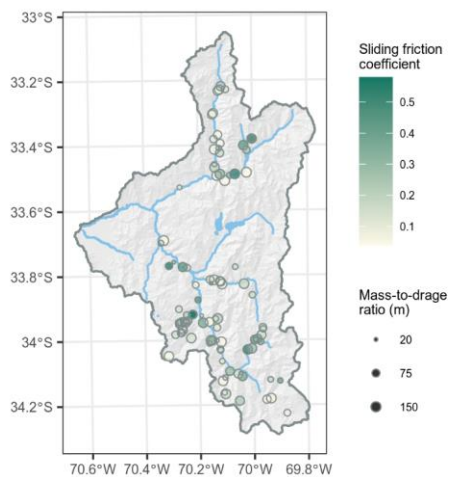 33°S
33.2°S
33.4°S
33.6°S
33.8°S
34°S
34.2°S
70.6°W 70.4°W 70.2°W 70°W 69.8°W
Sliding friction
coefficient
0.5
0.4
0.3
0.2
0.1
Mass-to-drage
ratio (m)
20
75
150